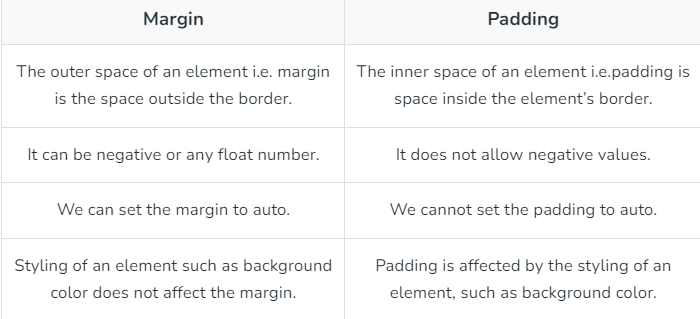 Margin
Padding
The outer space of an element i.e. margin
is the space outside the border.
The inner space of an element i.e.padding is
space inside the element’s border.
It can be negative or any float number.
It does not allow negative values.
We can set the margin to auto.
We cannot set the padding to auto.
Styling of an element such as background
color does not affect the margin.
Padding is affected by the styling of an
element, such as background color.